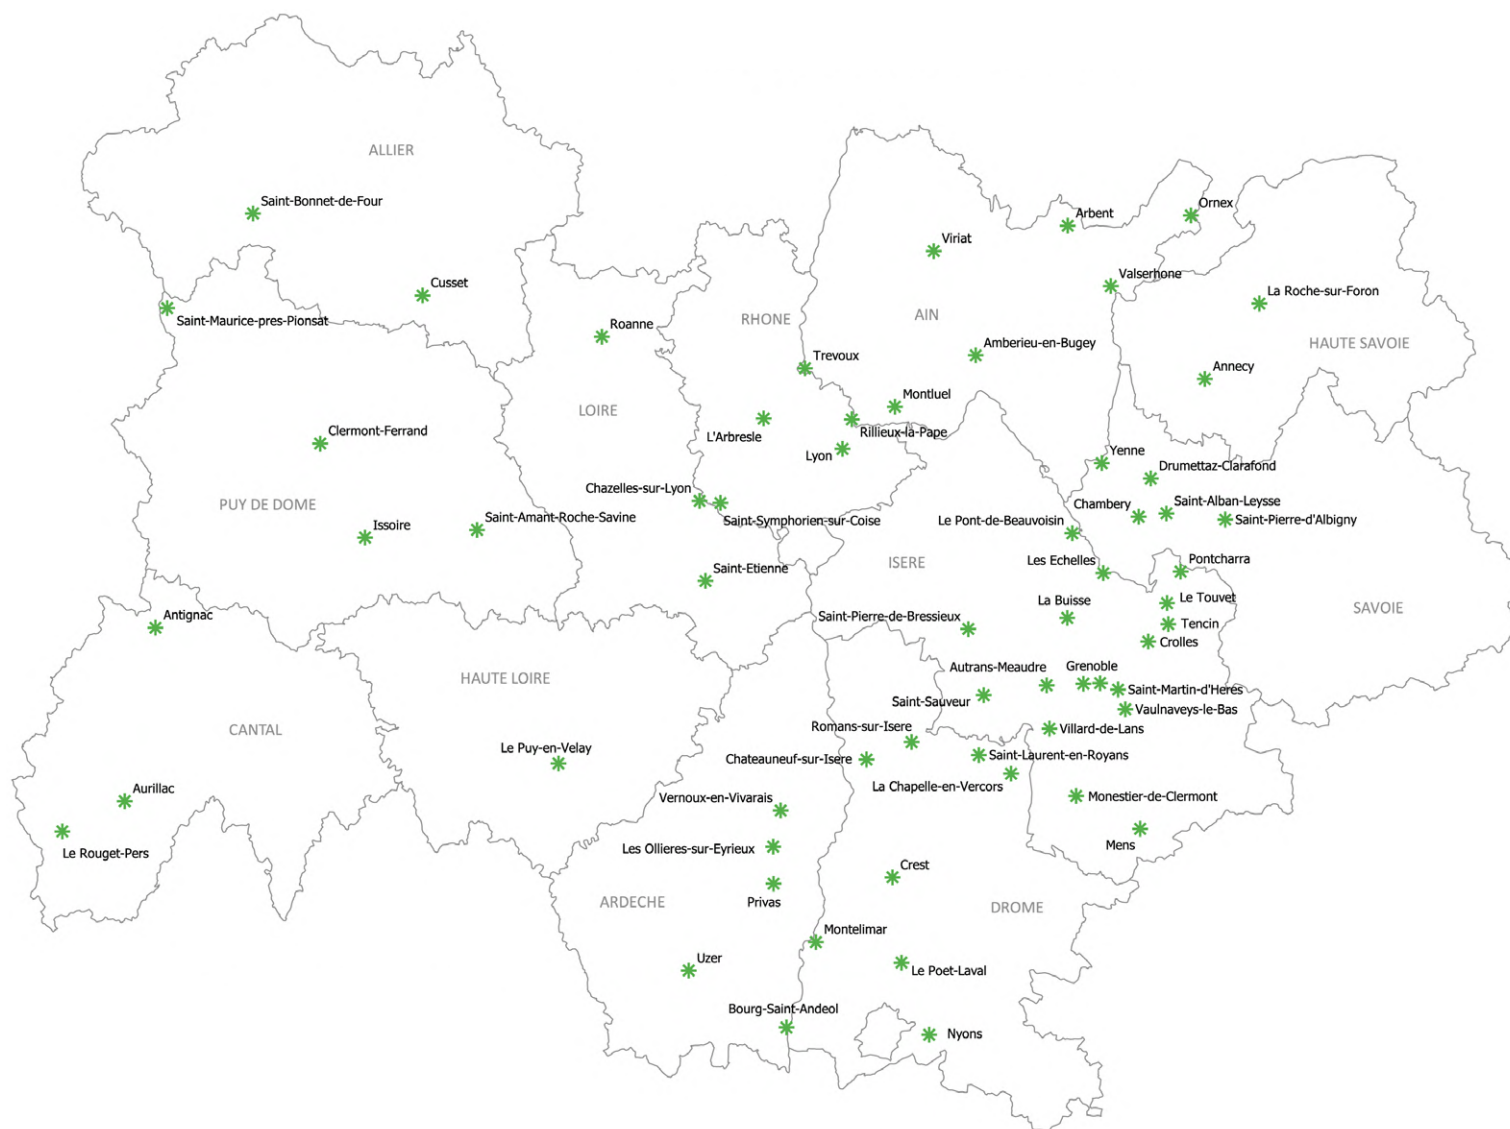 ALLIER
Saint-Bonnet-de-Four
Cusset
Saint-Maurice-pres-Pionsat
Roanne
RHONE
Trevoux
Viriat
Arbent
Ornex
Valserhone
La Roche-sur-Foron
AIN
Amberieu-en-Bugey
HAUTE SAVOIE
Annecy
Montluel
LOIRE
L'Arbresle
Rillieux-la-Pape
Lyon
Clermont-Ferrand
PUY DE DOME
Issoire
Saint-Amant-Roche-Savine
Chazelles-sur-Lyon
Saint-Symphorien-sur-Coise
Saint-Etienne
Yenne
Drumettaz-Clarafond
Chambery
Saint-Alban-Leysse
Saint-Pierre-d'Albigny
Le Pont-de-Beauvoisin
ISERE
Les Echelles
Pontcharra
La Buisse
Le Touvet
SAVOIE
Saint-Pierre-de-Bressieux
Tencin
Crolles
Antignac
HAUTE LOIRE
Autrans-Meaudre
Grenoble
Saint-Martin-d'Heres
Saint-Sauveur
Vaulnaveys-le-Bas
CANTAL
Romans-sur-Isere
Villard-de-Lans
Le Puy-en-Velay
Chateauneuf-sur-Isere
Saint-Laurent-en-Royans
La Chapelle-en-Vercors
Aurillac
Vernoux-en-Vivarais
Monestier-de-Clermont
Le Rouget-Pers
Les Ollieres-sur-Eyrieux
Mens
Crest
ARDECHE
Privas
DROME
Montelimar
Uzer
Le Poet-Laval
Bourg-Saint-Andeol
Nyons